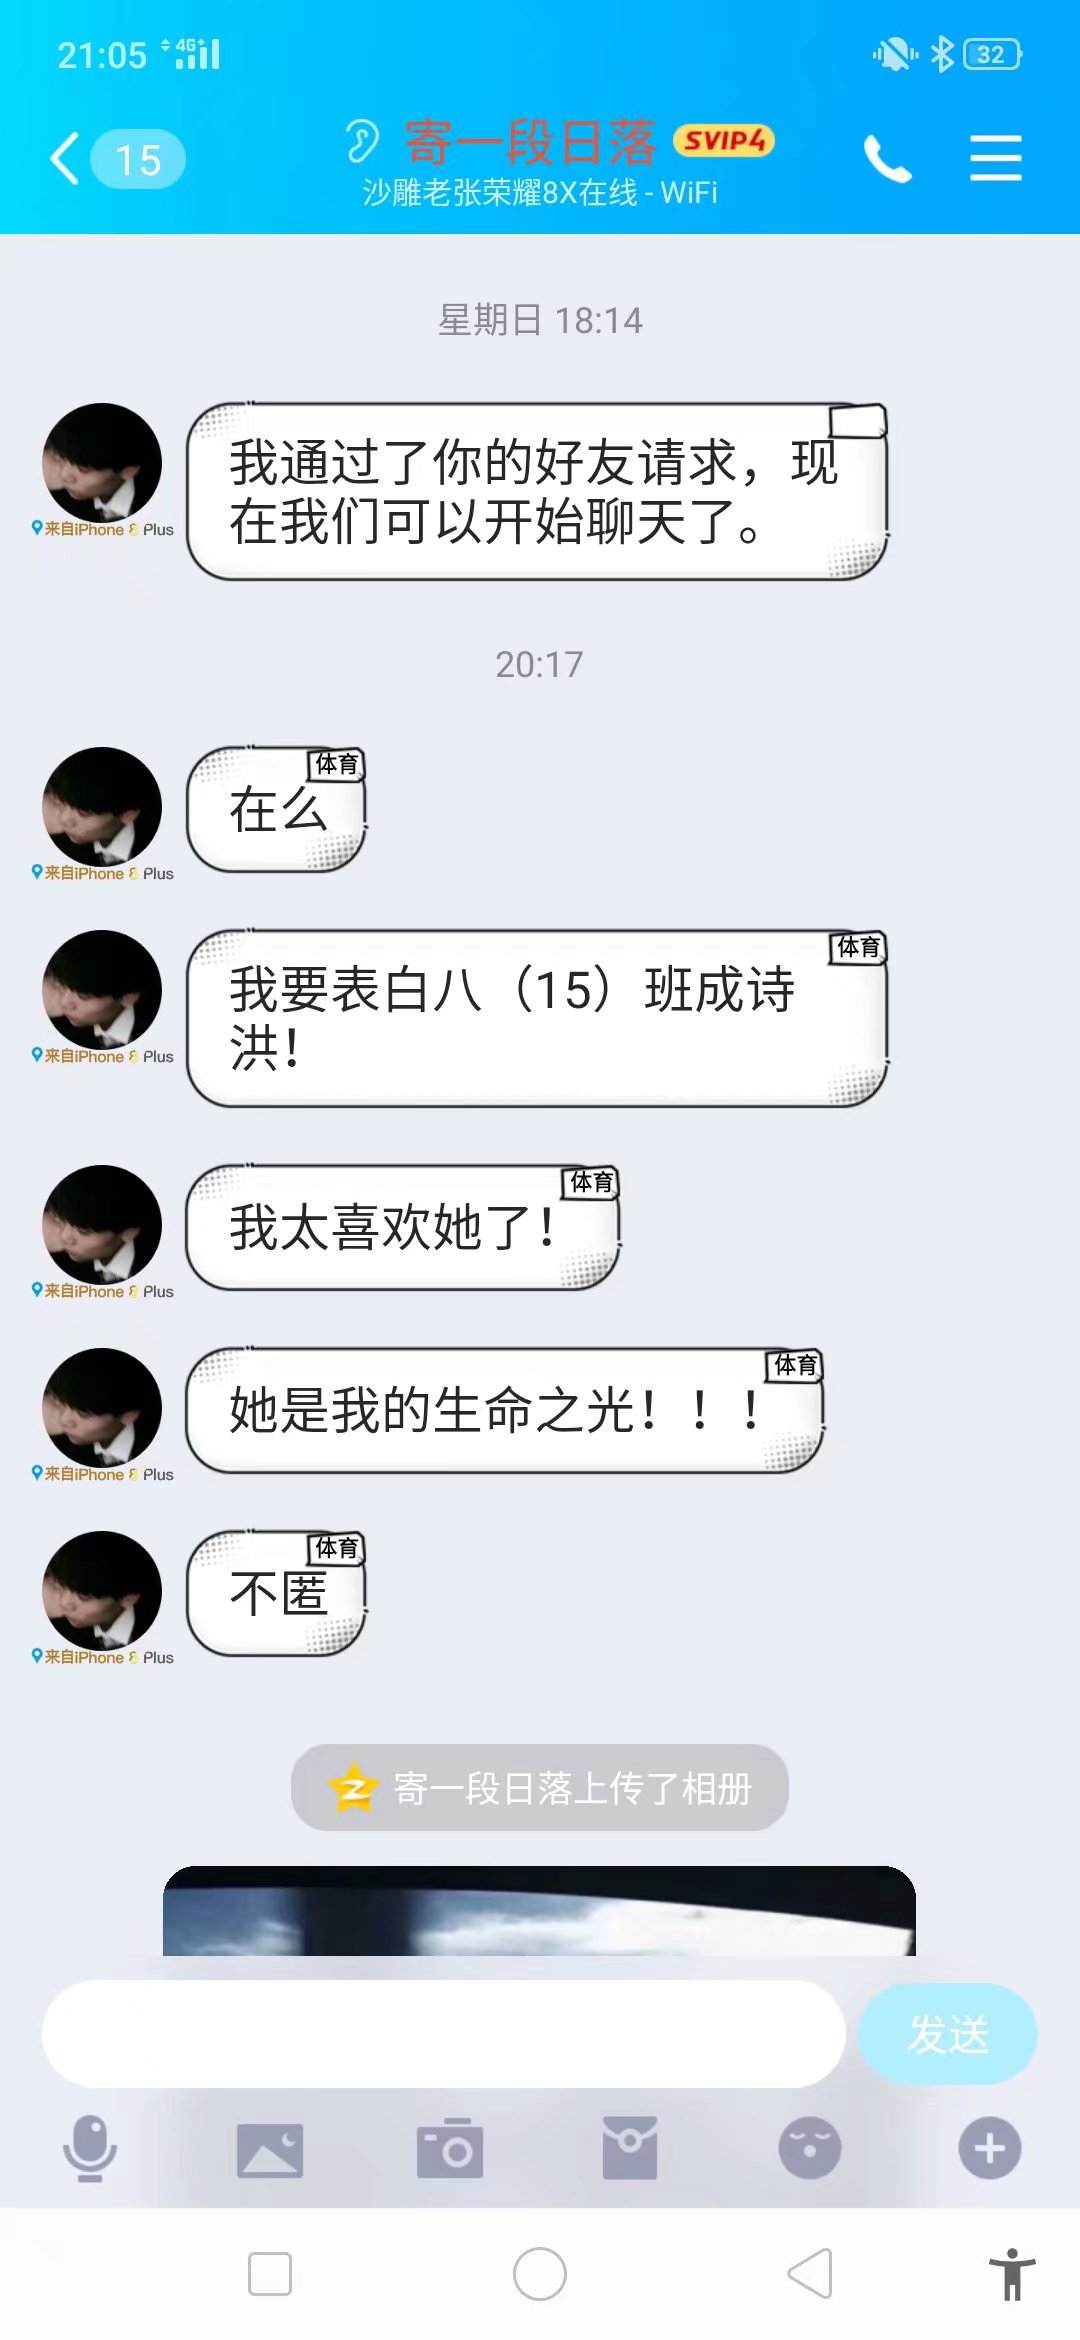 21:05 4G+ 32
15 寄一段日落 SVIP4
沙雕老张荣耀8X在线 - WiFi
星期日 18:14
我通过了你的好友请求，现
在我们可以开始聊天了。
来自iPhone 8 Plus
20:17
体育
在么
来自iPhone 8 Plus
体育
我要表白八（15）班成诗
洪！
来自iPhone 8 Plus
体育
我太喜欢她了！
来自iPhone 8 Plus
体育
她是我的生命之光！！！
来自iPhone 8 Plus
体育
不匿
来自iPhone 8 Plus
寄一段日落上传了相册
发送